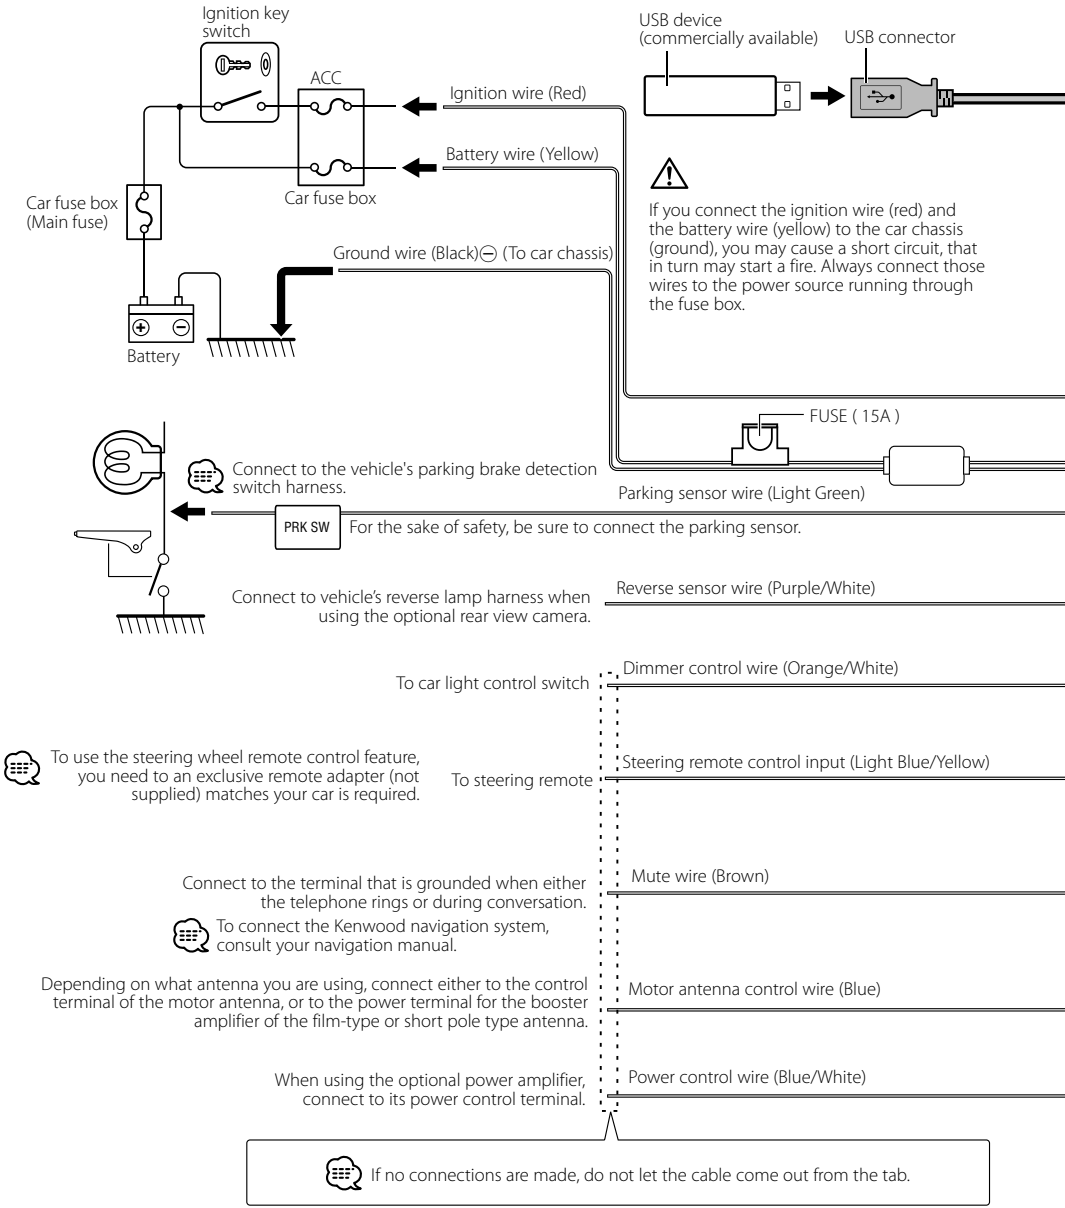 Ignition key
switch
USB device
(commercially available)
USB connector
ACC
Ignition wire (Red)
Battery wire (Yellow)
Car fuse box
Car fuse box
(Main fuse)
If you connect the ignition wire (red) and
the battery wire (yellow) to the car chassis
(ground), you may cause a short circuit, that
in turn may start a fire. Always connect those
wires to the power source running through
the fuse box.
Ground wire (Black)⊖ (To car chassis)
+ −
Battery
FUSE ( 15A )
Connect to the vehicle's parking brake detection
switch harness.
Parking sensor wire (Light Green)
PRK SW
For the sake of safety, be sure to connect the parking sensor.
Reverse sensor wire (Purple/White)
Connect to vehicle’s reverse lamp harness when
using the optional rear view camera.
Dimmer control wire (Orange/White)
To car light control switch
To use the steering wheel remote control feature,
you need to an exclusive remote adapter (not
supplied) matches your car is required.
Steering remote control input (Light Blue/Yellow)
To steering remote
Mute wire (Brown)
Connect to the terminal that is grounded when either
the telephone rings or during conversation.
To connect the Kenwood navigation system,
consult your navigation manual.
Depending on what antenna you are using, connect either to the control
terminal of the motor antenna, or to the power terminal for the booster
amplifier of the film-type or short pole type antenna.
Motor antenna control wire (Blue)
Power control wire (Blue/White)
When using the optional power amplifier,
connect to its power control terminal.
If no connections are made, do not let the cable come out from the tab.